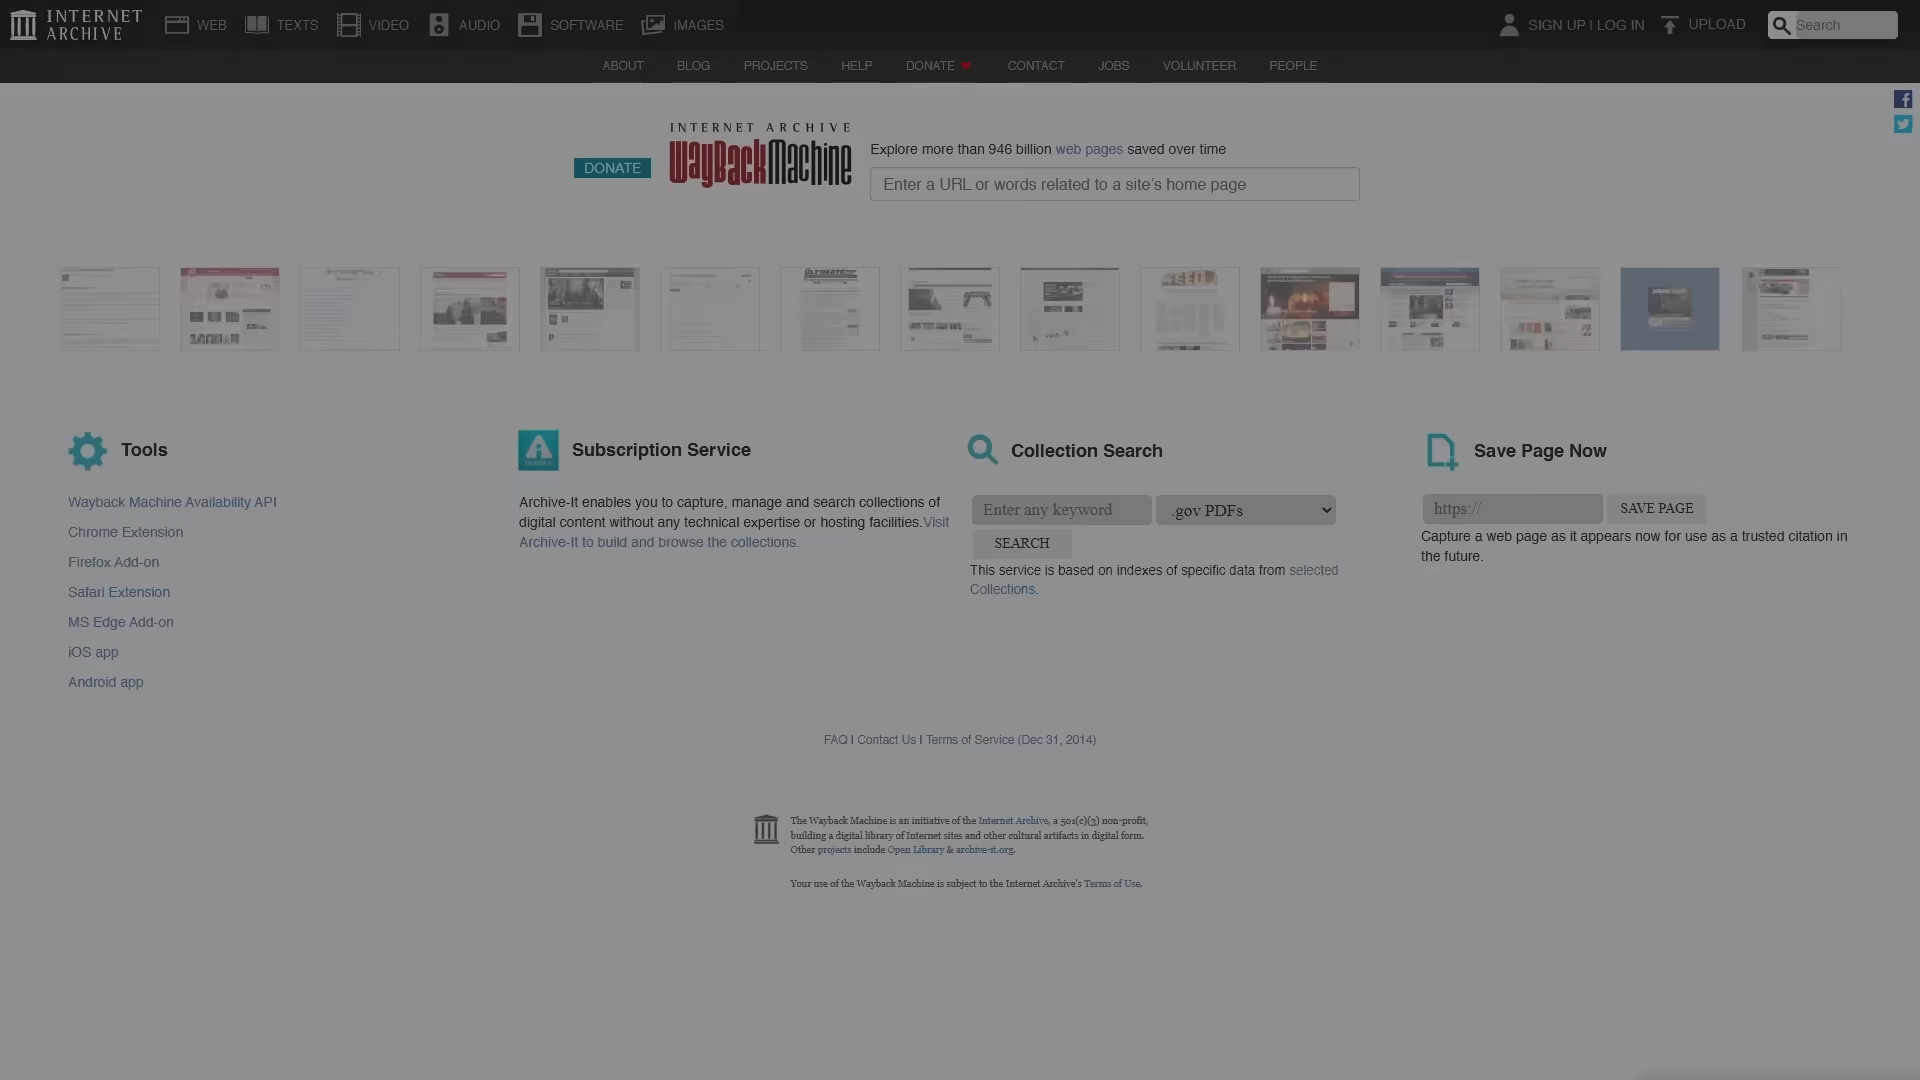 INTERNET ARCHIVE
WEB
TEXTS
VIDEO
AUDIO
SOFTWARE
IMAGES
SIGN UP | LOG IN
UPLOAD
Search
ABOUT
BLOG
PROJECTS
HELP
DONATE
CONTACT
JOBS
VOLUNTEER
PEOPLE
INTERNET ARCHIVE
WayBackMachine
DONATE
Explore more than 946 billion web pages saved over time
Enter a URL or words related to a site's home page
ULTIMATE
Tools
Wayback Machine Availability API
Chrome Extension
Firefox Add-on
Safari Extension
MS Edge Add-on
iOS app
Android app
Subscription Service
Archive-It enables you to capture, manage and search collections of
digital content without any technical expertise or hosting facilities.Visit
Archive-It to build and browse the collections.
Collection Search
Enter any keyword
.gov PDFs
SEARCH
This service is based on indexes of specific data from selected
Collections.
Save Page Now
https://
SAVE PAGE
Capture a web page as it appears now for use as a trusted citation in
the future.
FAQ | Contact Us | Terms of Service (Dec 31, 2014)
The Wayback Machine is an initiative of the Internet Archive, a 501(c)(3) non-profit,
building a digital library of Internet sites and other cultural artifacts in digital form.
Other projects include Open Library & archive-it.org.
Your use of the Wayback Machine is subject to the Internet Archive's Terms of Use.